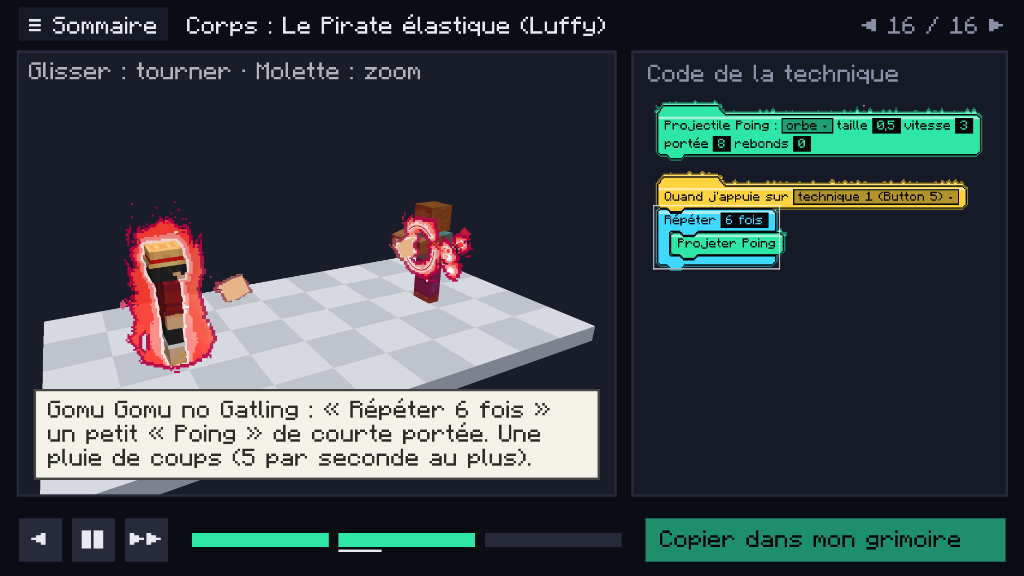 ≡ Sommaire
Corps : Le Pirate élastique (Luffy)
◄ 16 / 16 ►
Glisser : tourner · Molette : zoom
Code de la technique
Projectile Poing : orbe taille 0,5 vitesse 3
portée 8 rebonds 0
Quand j'appuie sur technique 1 (Button 5)
Répéter 6 fois
Projeter Poing
Gomu Gomu no Gatling : « Répéter 6 fois »
un petit « Poing » de courte portée. Une
pluie de coups (5 par seconde au plus).
Copier dans mon grimoire